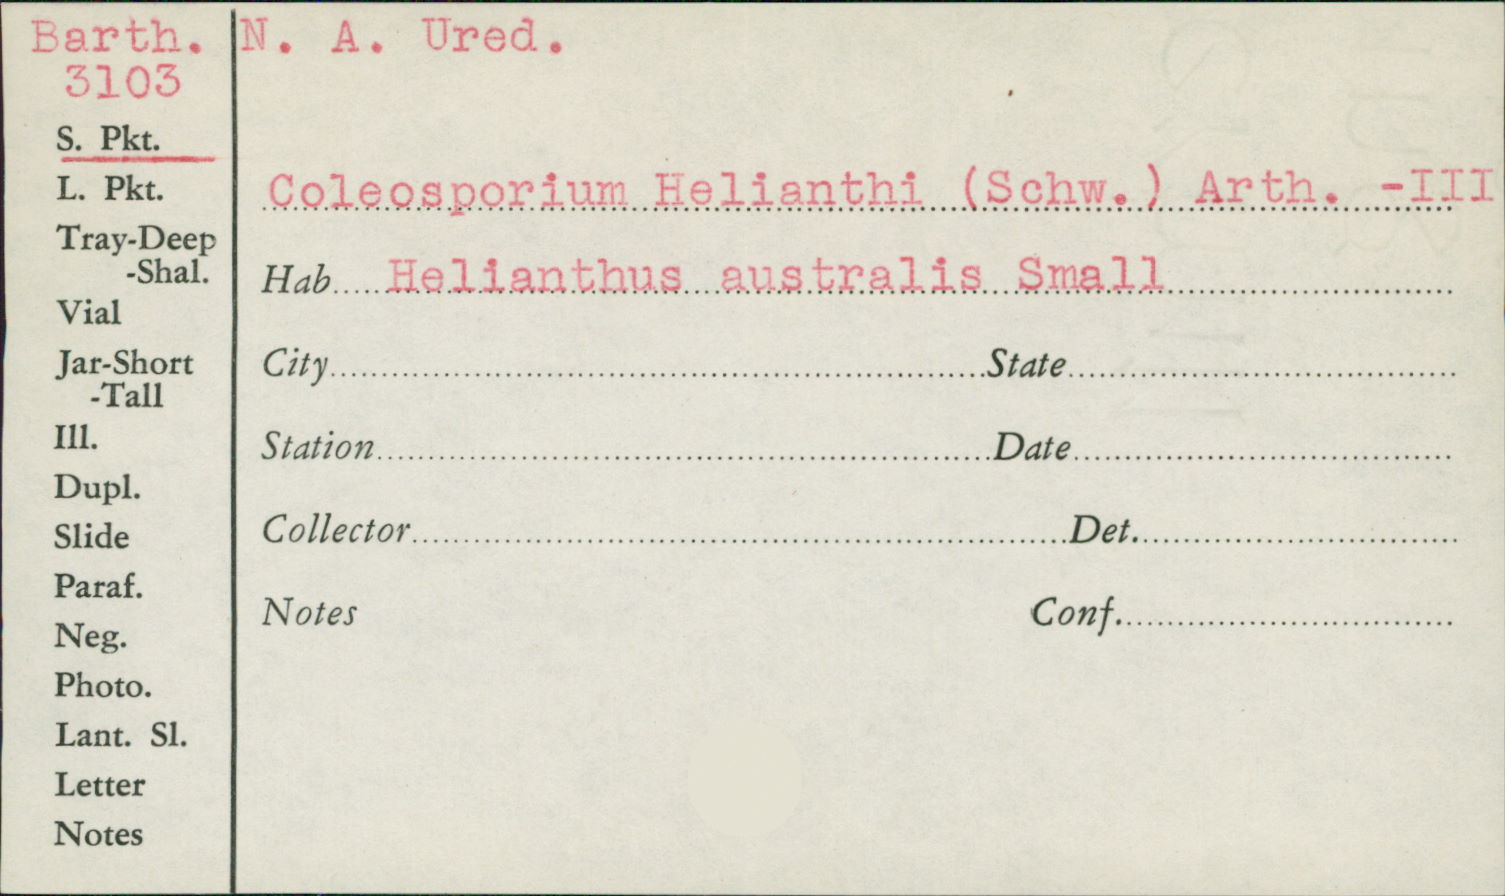 Barth. N. A. Ured.
3103
S. Pkt.
L. Pkt.
Tray-Deep
-Shal.
Vial
Jar-Short
-Tall
Ill.
Dupl.
Slide
Paraf.
Neg.
Photo.
Lant. Sl.
Letter
Notes
Coleosporium Helianthi (Schw.) Arth. -III
Hab. Helianthus australis Small
City State
Station Date
Collector Det.
Notes Conf.